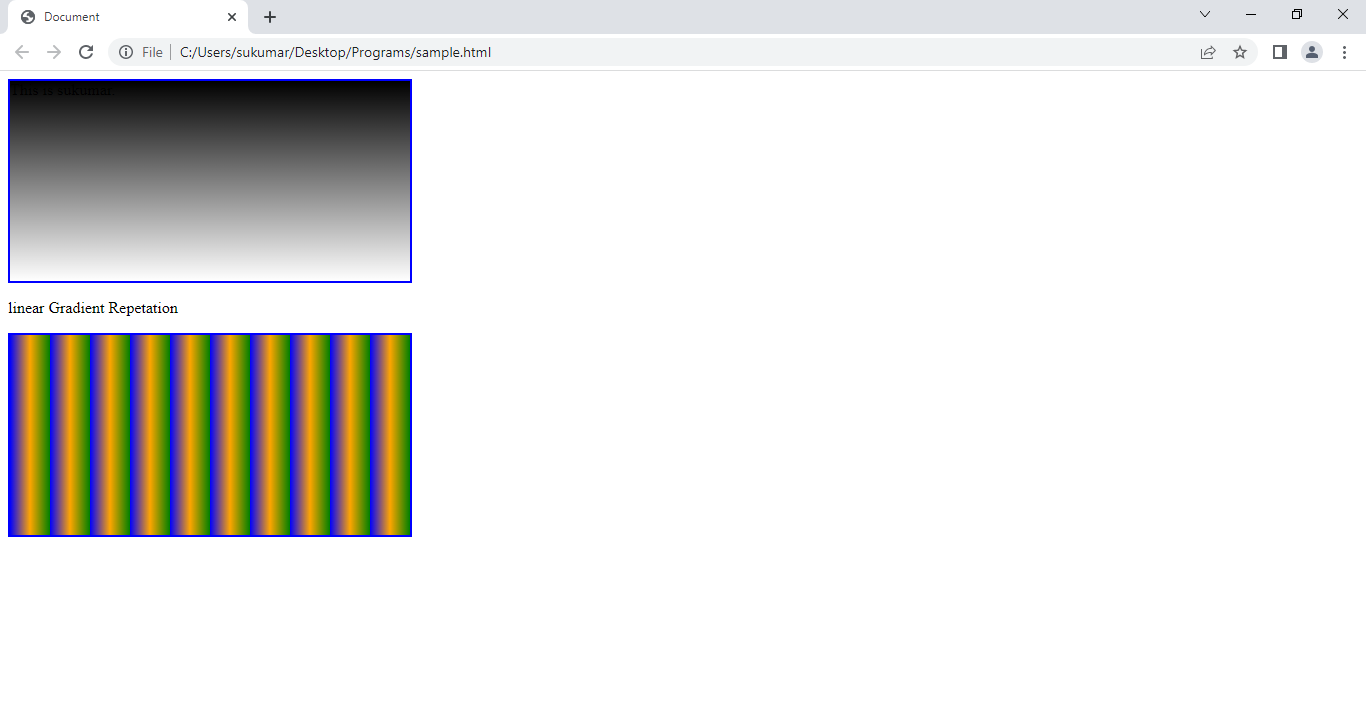 Document
File C:/Users/sukumar/Desktop/Programs/sample.html
This is sukumar.
linear Gradient Repetation